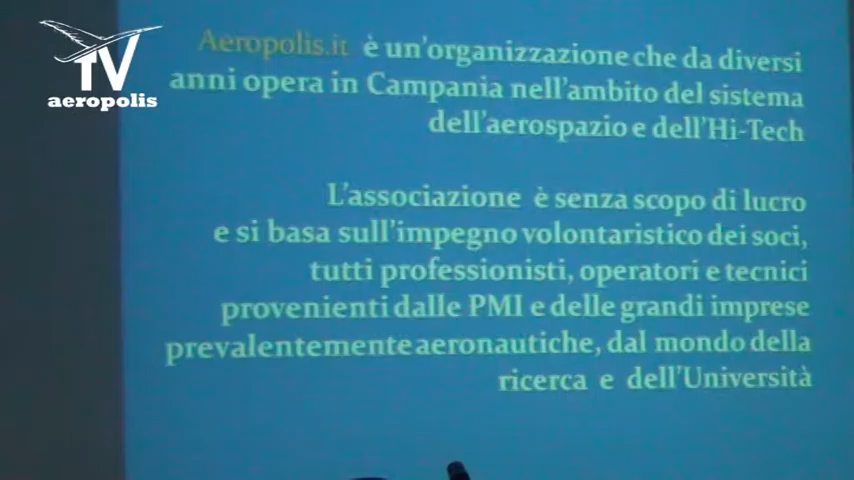 TV
aeropolis
Aeropolis.it è un'organizzazione che da diversi
anni opera in Campania nell'ambito del sistema
dell'aerospazio e dell'Hi-Tech
L'associazione è senza scopo di lucro
e si basa sull'impegno volontaristico dei soci,
tutti professionisti, operatori e tecnici
provenienti dalle PMI e delle grandi imprese
prevalentemente aeronautiche, dal mondo della
ricerca e dell'Università